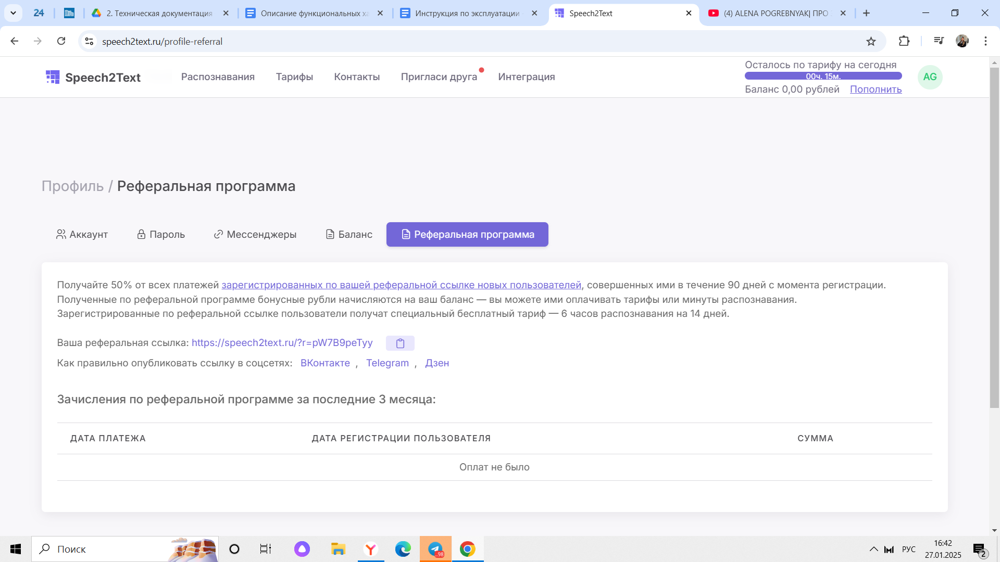 24
2. Техническая документация
Описание функциональных ха
Инструкция по эксплуатации
Speech2Text
(4) ALENA POGREBNYAK| ПРО
speech2text.ru/profile-referral
Speech2Text
Распознавания
Тарифы
Контакты
Пригласи друга
Интеграция
Осталось по тарифу на сегодня
00ч. 15м.
Баланс 0,00 рублей Пополнить
AG
Профиль / Реферальная программа
Аккаунт
Пароль
Мессенджеры
Баланс
Реферальная программа
Получайте 50% от всех платежей зарегистрированных по вашей реферальной ссылке новых пользователей, совершенных ими в течение 90 дней с момента регистрации.
Полученные по реферальной программе бонусные рубли начисляются на ваш баланс — вы можете ими оплачивать тарифы или минуты распознавания.
Зарегистрированные по реферальной ссылке пользователи получат специальный бесплатный тариф — 6 часов распознавания на 14 дней.
Ваша реферальная ссылка: https://speech2text.ru/?r=pW7B9peTyy
Как правильно опубликовать ссылку в соцсетях: ВКонтакте , Telegram , Дзен
Зачисления по реферальной программе за последние 3 месяца:
ДАТА ПЛАТЕЖА
ДАТА РЕГИСТРАЦИИ ПОЛЬЗОВАТЕЛЯ
СУММА
Оплат не было
Поиск
..98
РУС
16:42
27.01.2025
2